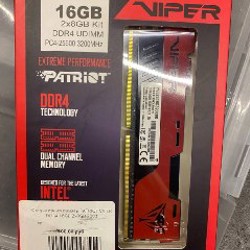 VIPER
16GB
2x8GB Kit
DDR4 UDIMM
PC4-25600 3200MHz
EXTREME PERFORMANCE
PATRIOT
DDR4
TECHNOLOGY
DUAL CHANNEL
MEMORY
DESIGNED FOR THE LATEST
INTEL
VIPER